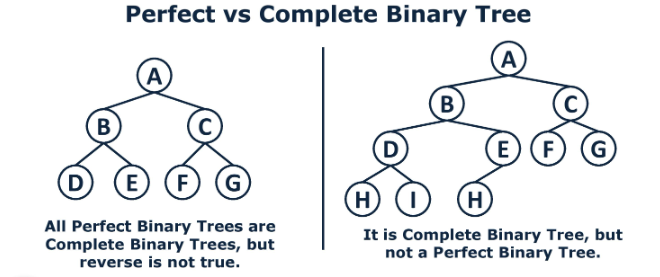 Perfect vs Complete Binary Tree
A
B C
D E F G
All Perfect Binary Trees are
Complete Binary Trees, but
reverse is not true.
A
B C
D E F G
H I H
It is Complete Binary Tree, but
not a Perfect Binary Tree.